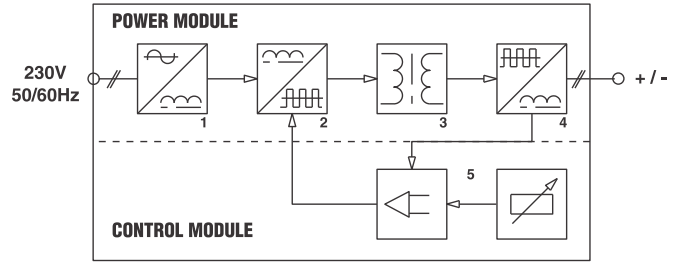 POWER MODULE
230V
50/60Hz
+ / -
1
2
3
4
5
CONTROL MODULE